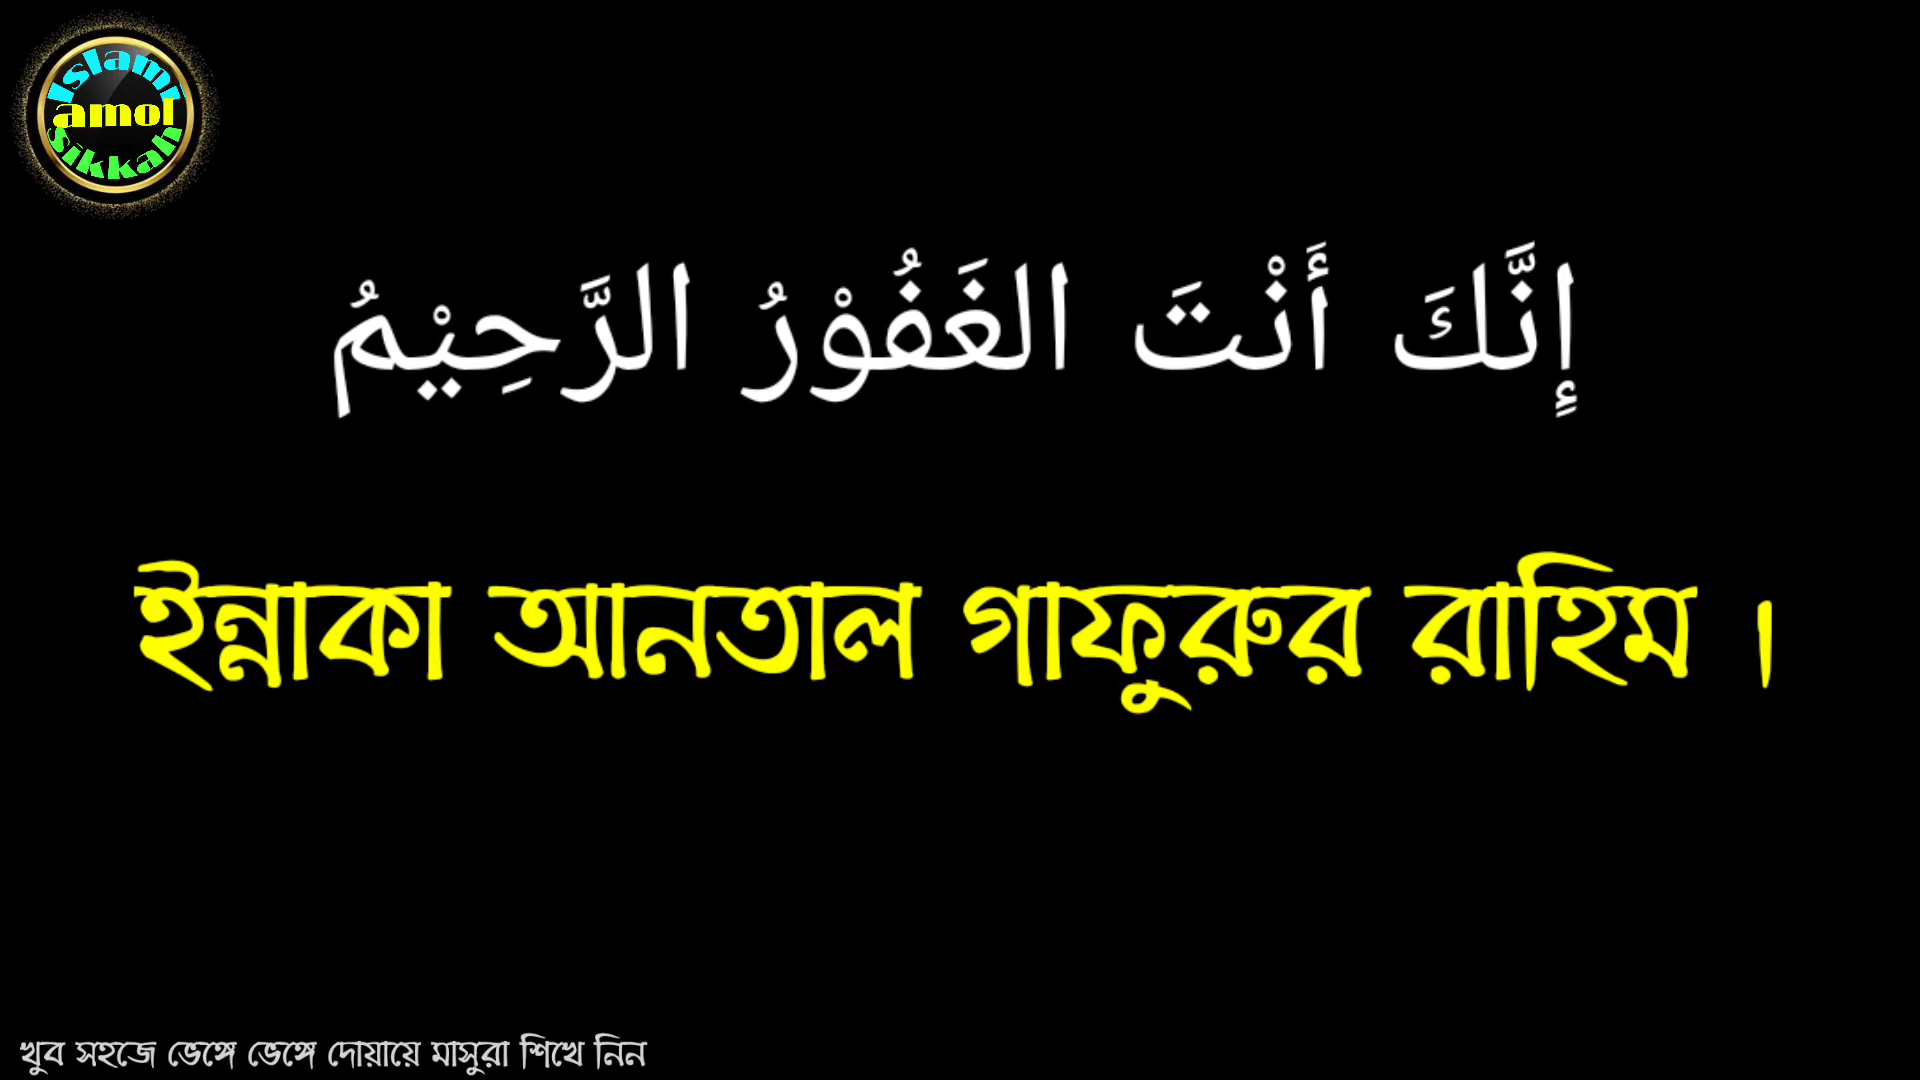 Islami
amol
sikkah
إِنَّكَ أَنْتَ الغَفُوْرُ الرَّحِيْمُ
ইন্নাকা আনতাল গাফুরুর রাহিম ।
খুব সহজে ভেঙ্গে ভেঙ্গে দোয়ায়ে মাসুরা শিখে নিন